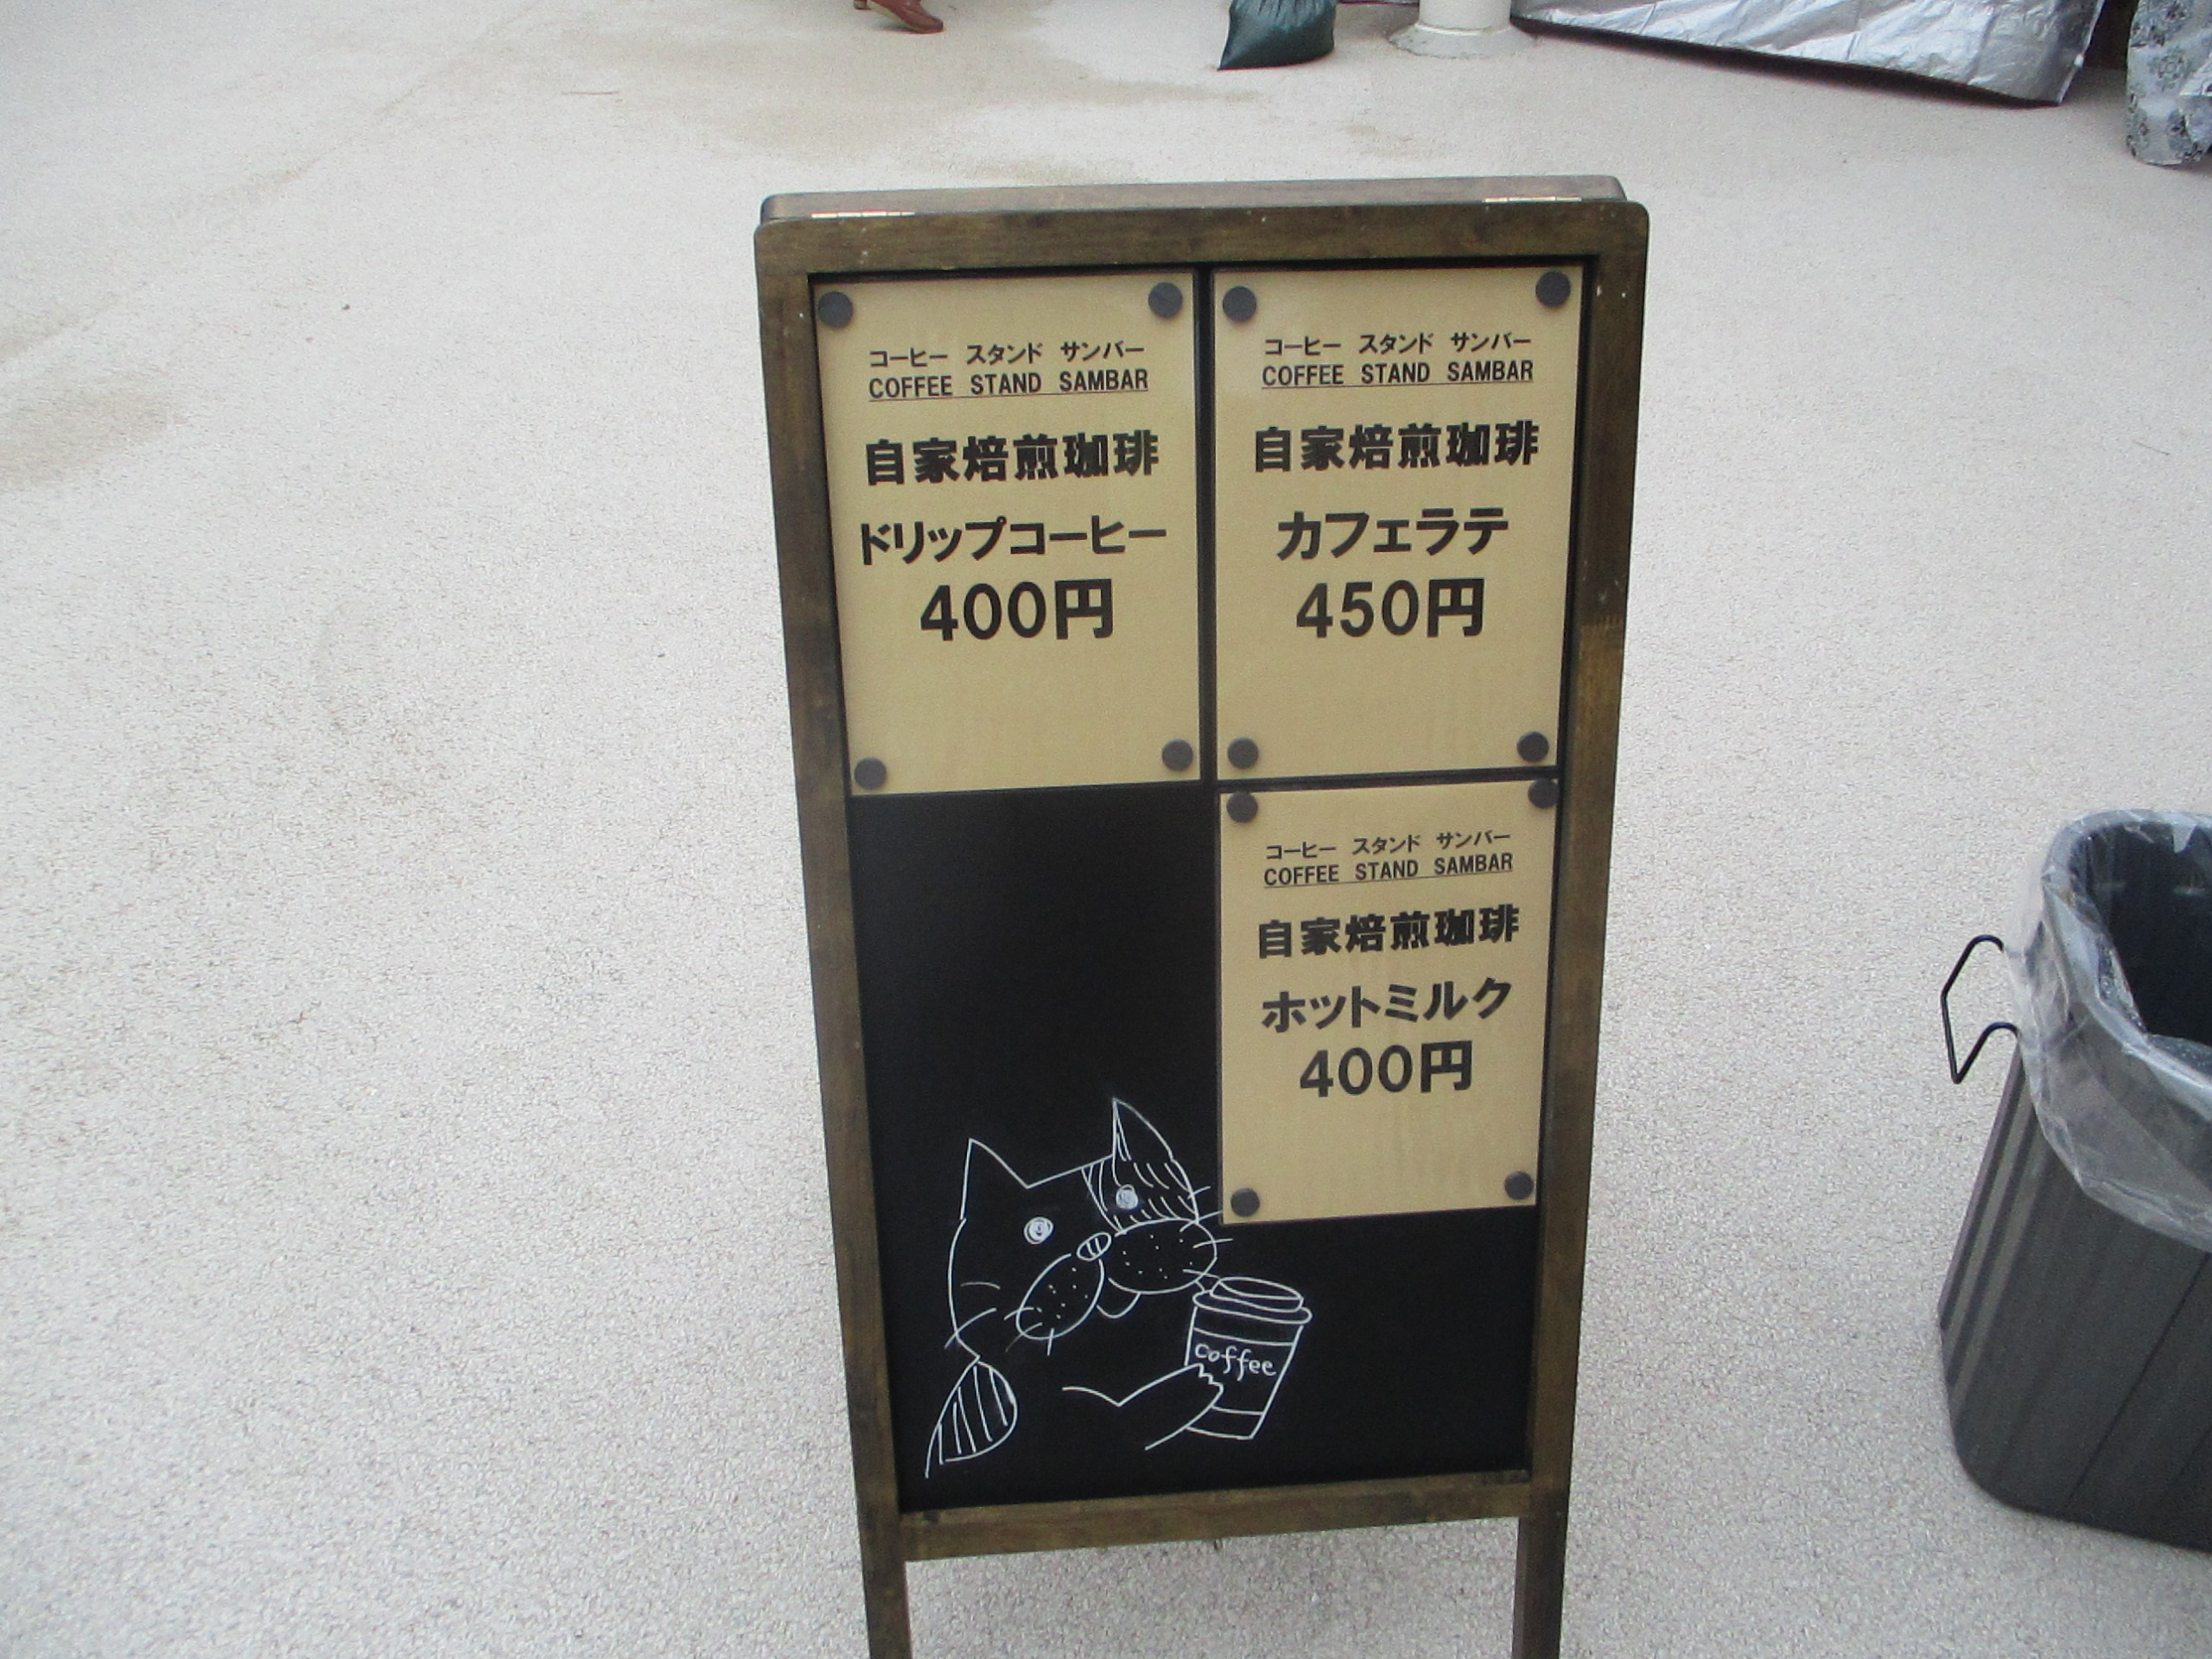 コーヒー スタンド サンバー
COFFEE STAND SAMBAR
自家焙煎珈琲
ドリップコーヒー
400円
コーヒー スタンド サンバー
COFFEE STAND SAMBAR
自家焙煎珈琲
カフェラテ
450円
コーヒー スタンド サンバー
COFFEE STAND SAMBAR
自家焙煎珈琲
ホットミルク
400円
coffee